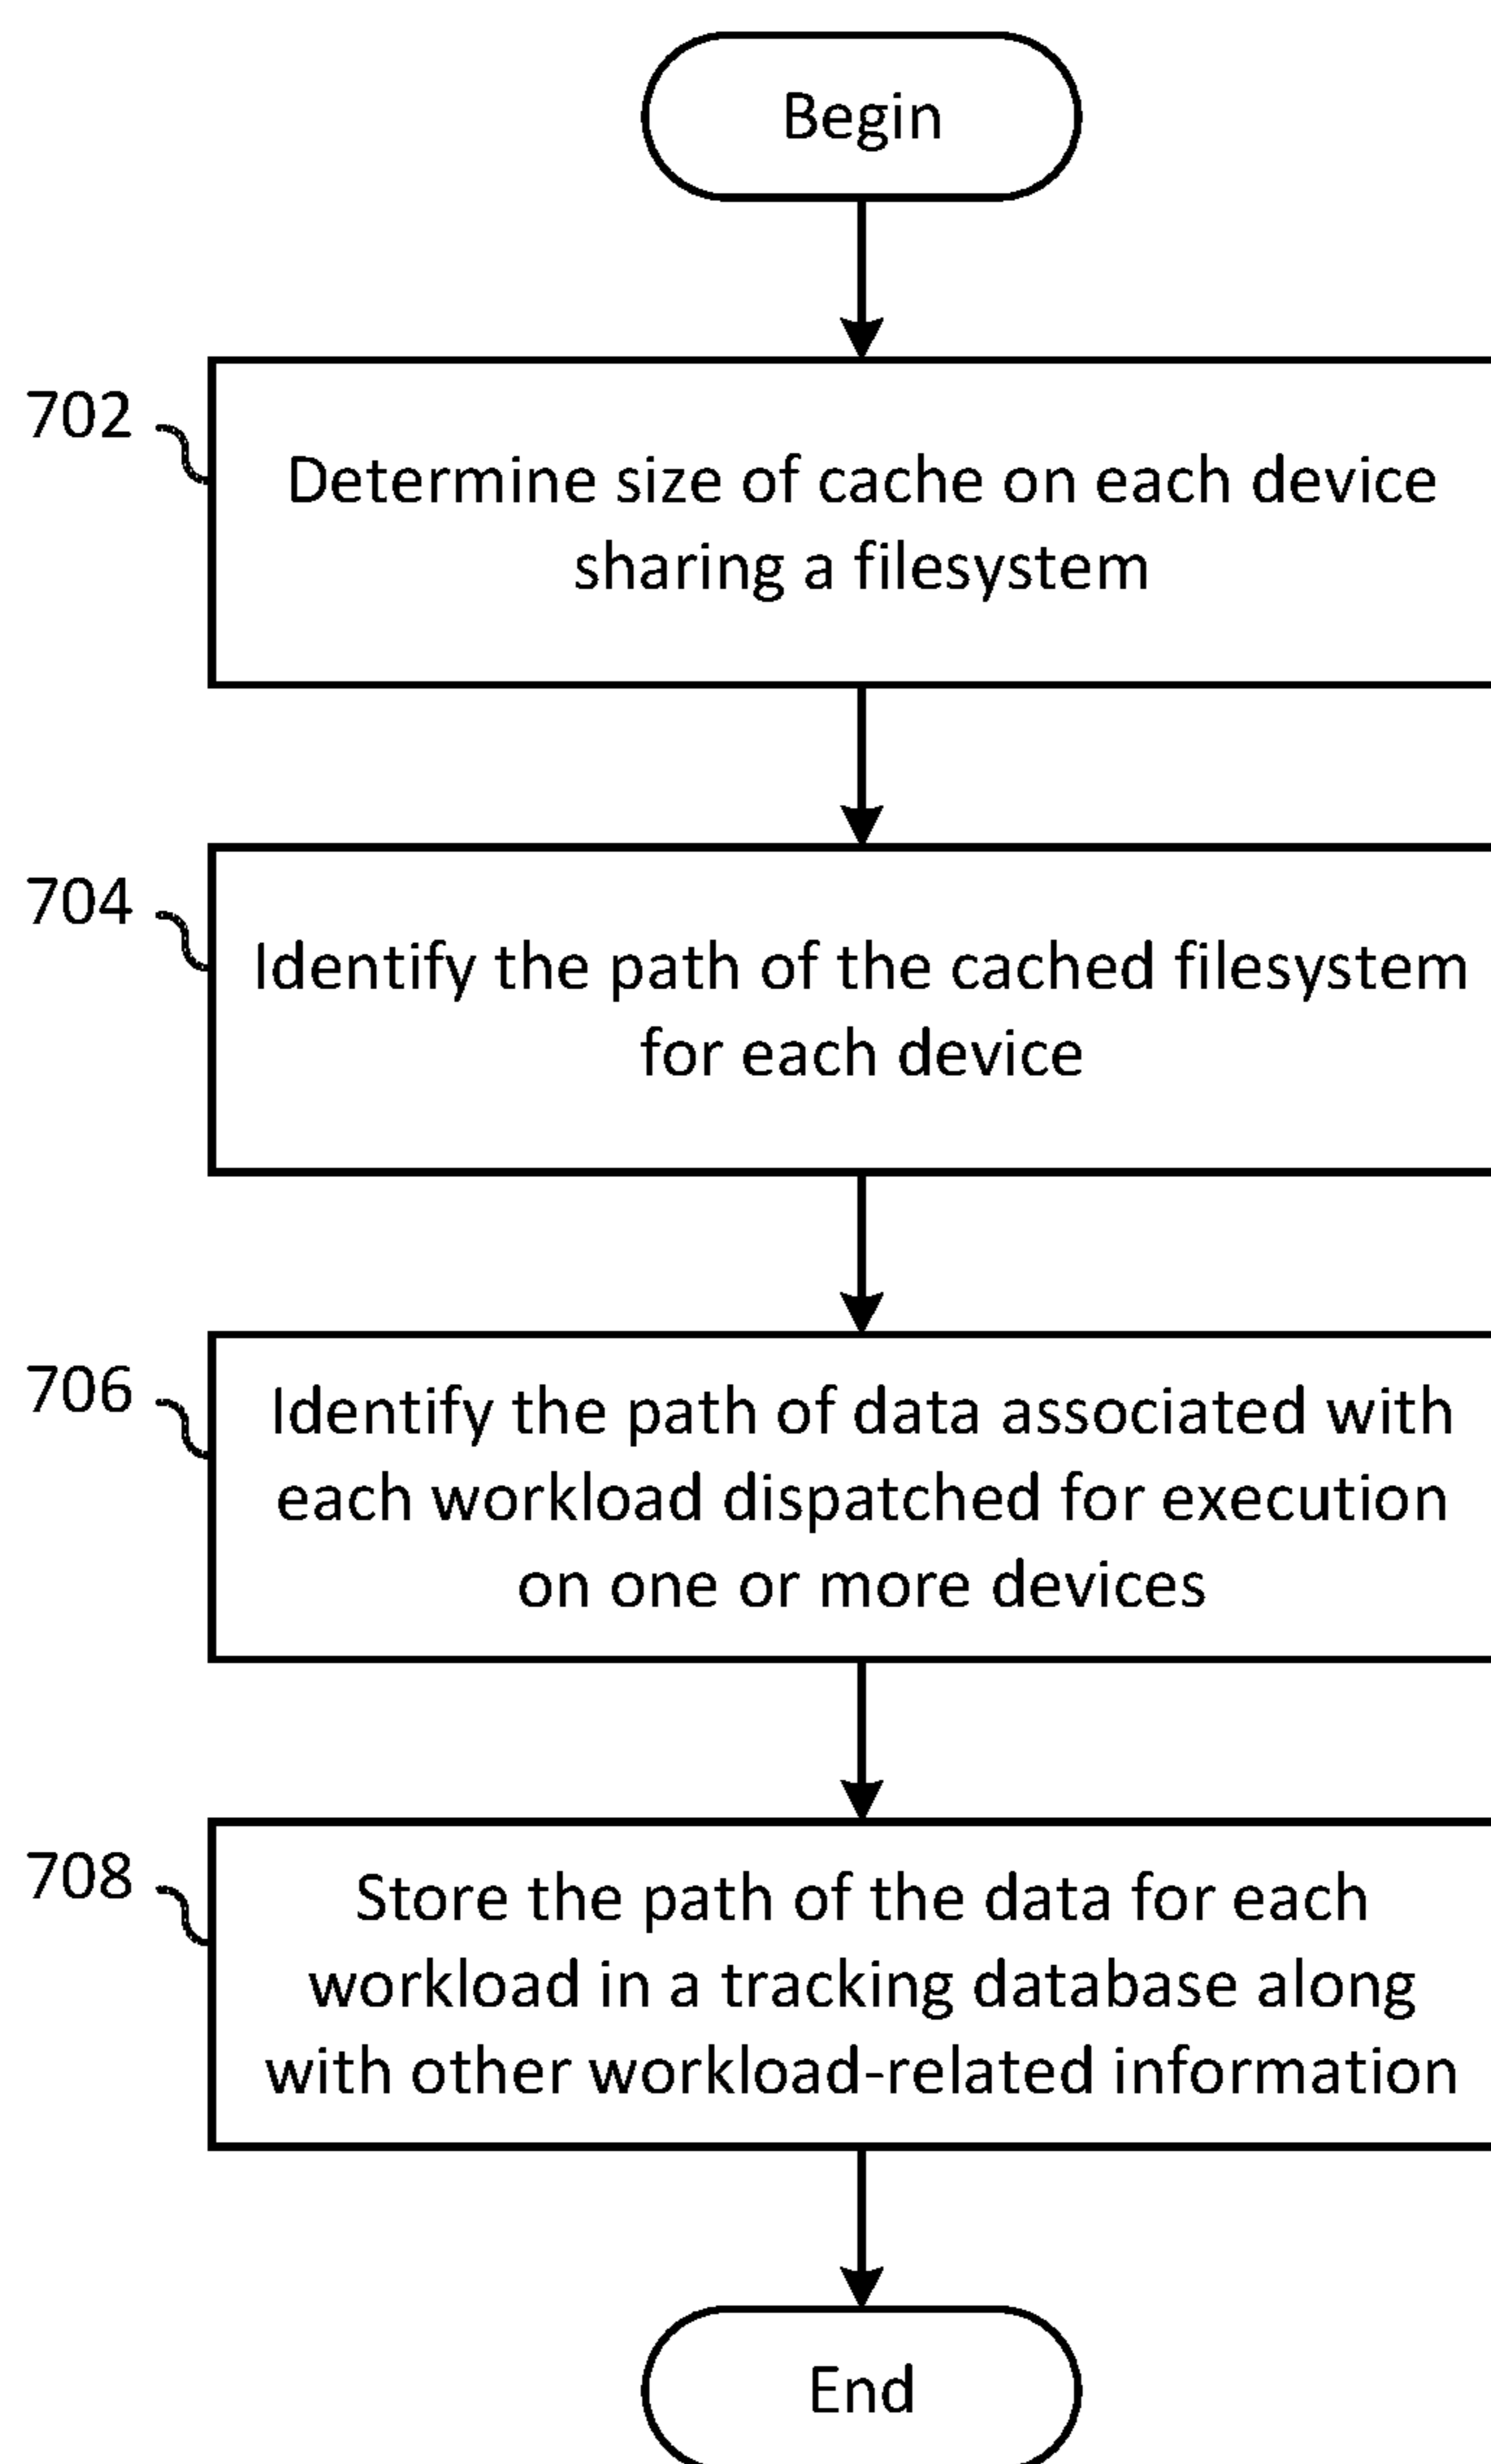 Begin
702
Determine size of cache on each device
sharing a filesystem
704
Identify the path of the cached filesystem
for each device
706
Identify the path of data associated with
each workload dispatched for execution
on one or more devices
708
Store the path of the data for each
workload in a tracking database along
with other workload-related information
End